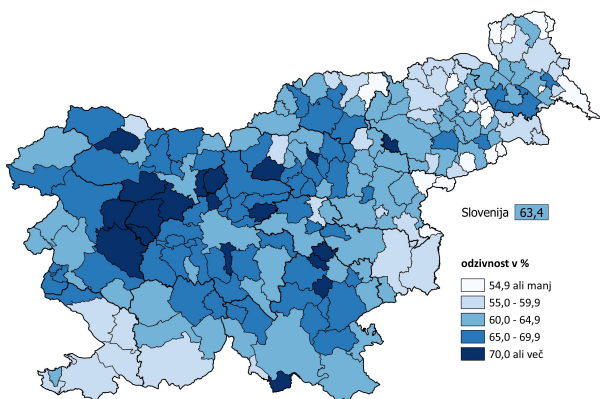 Slovenija 63,4
odzivnost v %
54,9 ali manj
55,0 - 59,9
60,0 - 64,9
65,0 - 69,9
70,0 ali več